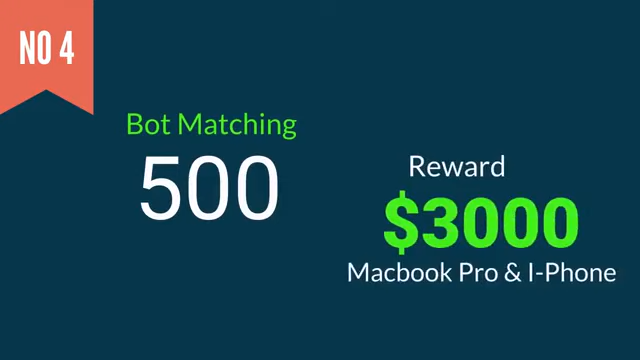 NO 4
Bot Matching
500
Reward
$3000
Macbook Pro & I-Phone